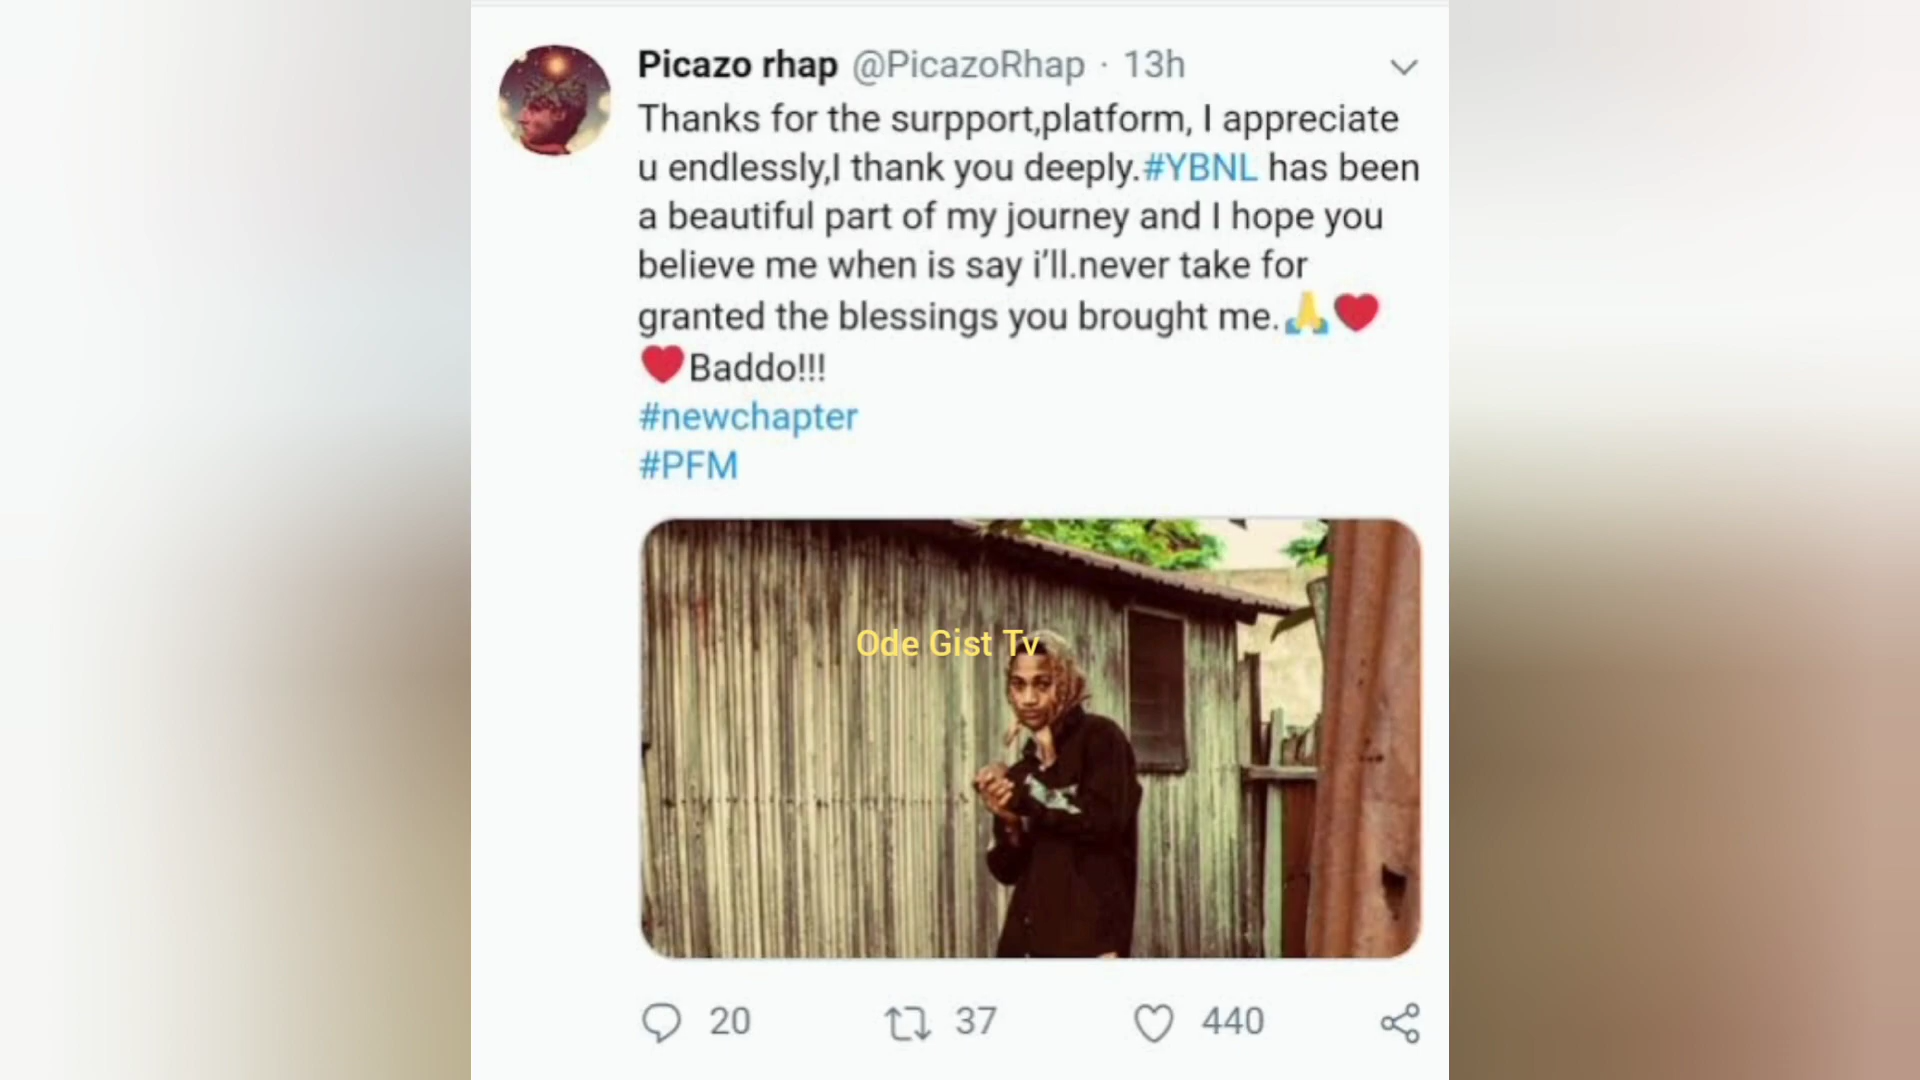 Picazo rhap @PicazoRhap · 13h
Thanks for the surpport,platform, I appreciate
u endlessly,I thank you deeply.#YBNL has been
a beautiful part of my journey and I hope you
believe me when is say i'll.never take for
granted the blessings you brought me.🙏❤️
❤️Baddo!!!
#newchapter
#PFM
Ode Gist Tv
20 37 440